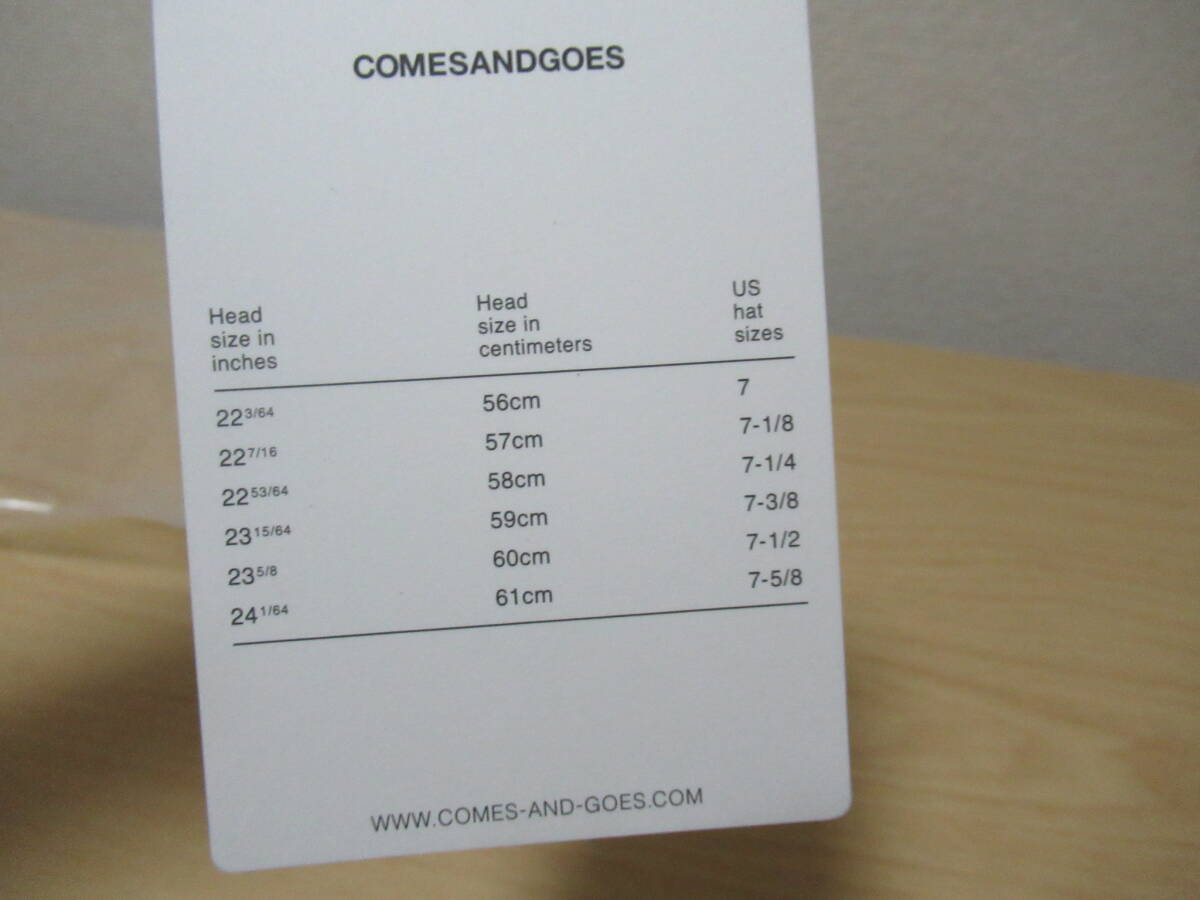 COMESANDGOES
Head
size in
inches
Head
size in
centimeters
US
hat
sizes
22 3/64 56cm 7
22 7/16 57cm 7-1/8
22 53/64 58cm 7-1/4
23 15/64 59cm 7-3/8
23 5/8 60cm 7-1/2
24 1/64 61cm 7-5/8
WWW.COMES-AND-GOES.COM